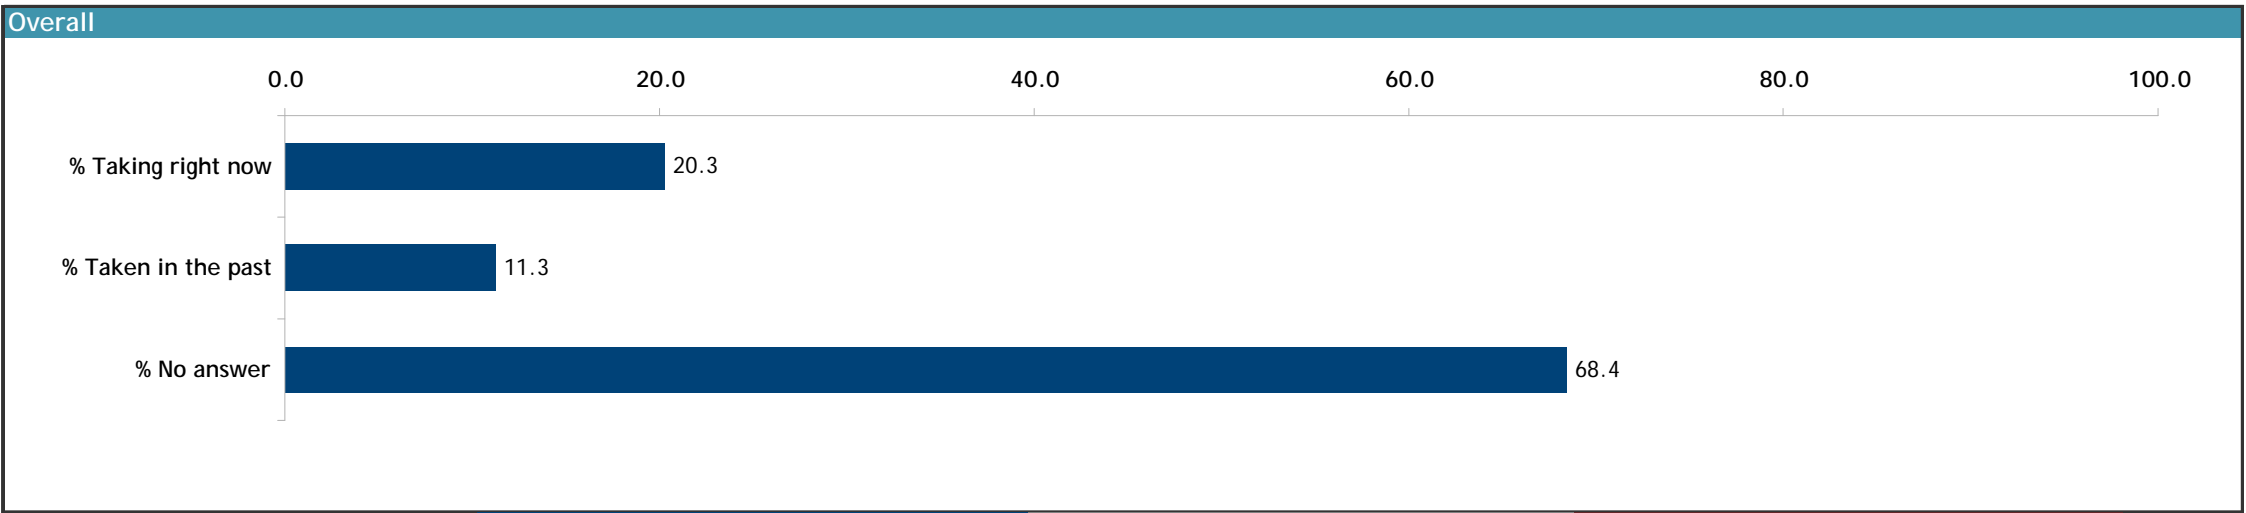 Overall
0.0 20.0 40.0 60.0 80.0 100.0
% Taking right now 20.3
% Taken in the past 11.3
% No answer 68.4